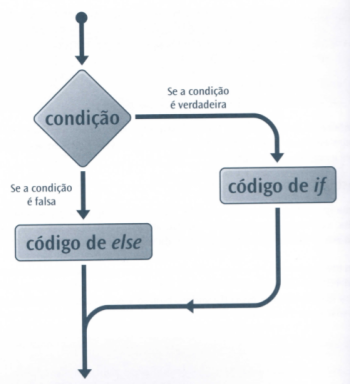 condição
Se a condição
é verdadeira
Se a condição
é falsa
código de if
código de else